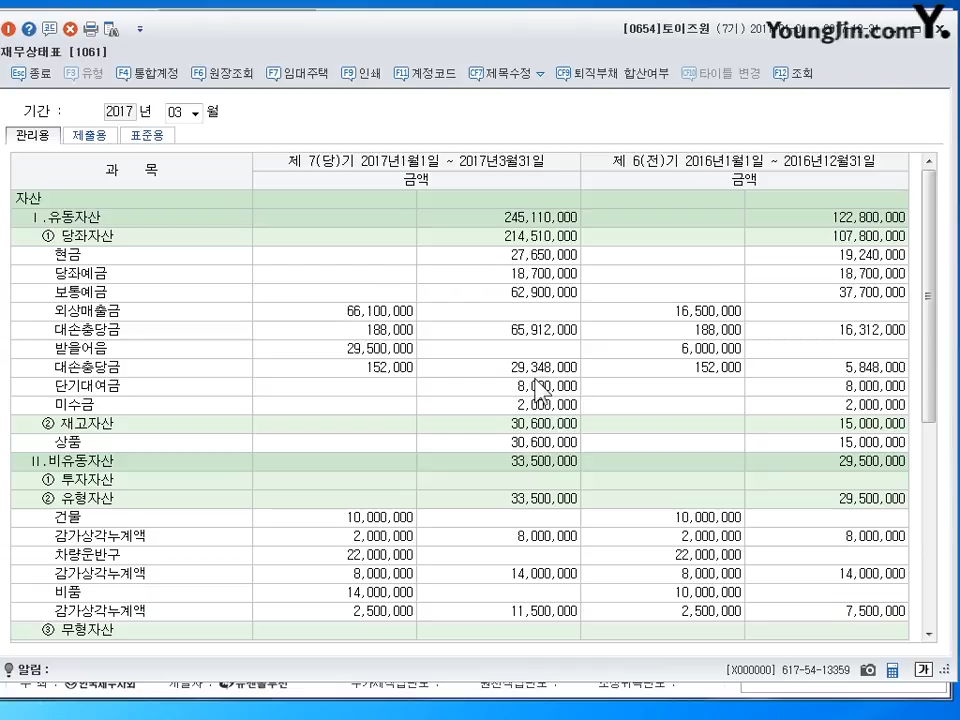 [0654]토이즈원 (7기)
YoungJin.com Y.
재무상태표 [1061]
Esc 종료 F3 유형 F4 통합계정 F6 원장조회 F7 임대주택 F9 인쇄 F11 계정코드 CF7 제목수정 CF9 퇴직부채 합산여부 CF10 타이틀 변경 F12 조회
기간 : 2017 년 03 월
관리용 제출용 표준용
과 목 제 7(당)기 2017년1월1일 ~ 2017년3월31일 제 6(전)기 2016년1월1일 ~ 2016년12월31일
금액 금액
자산
Ⅰ.유동자산 245,110,000 122,800,000
① 당좌자산 214,510,000 107,800,000
현금 27,650,000 19,240,000
당좌예금 18,700,000 18,700,000
보통예금 62,900,000 37,700,000
외상매출금 66,100,000 16,500,000
대손충당금 188,000 65,912,000 188,000 16,312,000
받을어음 29,500,000 6,000,000
대손충당금 152,000 29,348,000 152,000 5,848,000
단기대여금 8,000,000 8,000,000
미수금 2,000,000 2,000,000
② 재고자산 30,600,000 15,000,000
상품 30,600,000 15,000,000
Ⅱ.비유동자산 33,500,000 29,500,000
① 투자자산
② 유형자산 33,500,000 29,500,000
건물 10,000,000 10,000,000
감가상각누계액 2,000,000 8,000,000 2,000,000 8,000,000
차량운반구 22,000,000 22,000,000
감가상각누계액 8,000,000 14,000,000 8,000,000 14,000,000
비품 14,000,000 10,000,000
감가상각누계액 2,500,000 11,500,000 2,500,000 7,500,000
③ 무형자산
알림 : [X000000] 617-54-13359 가